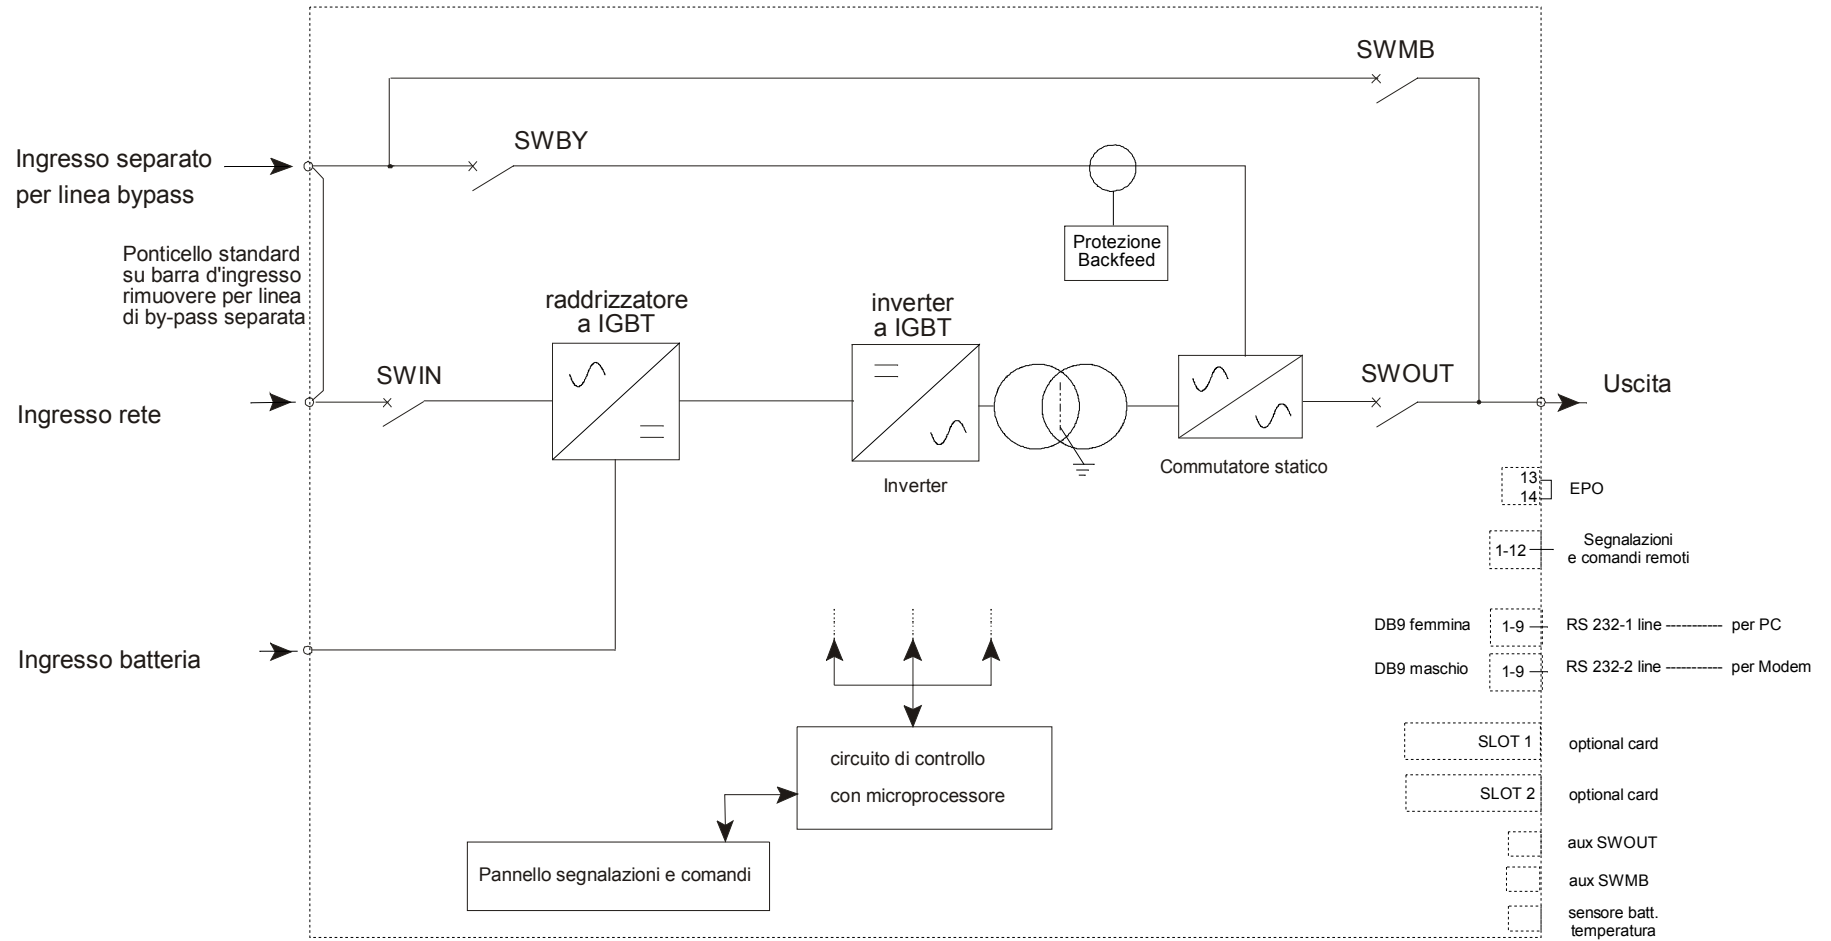 SWMB
SWBY
Ingresso separato
per linea bypass
Protezione
Backfeed
Ponticello standard
su barra d'ingresso
rimuovere per linea
di by-pass separata
raddrizzatore
a IGBT
inverter
a IGBT
SWIN
SWOUT
Uscita
Ingresso rete
Inverter
Commutatore statico
13
14
EPO
1-12
Segnalazioni
e comandi remoti
DB9 femmina
1-9
RS 232-1 line ----------- per PC
DB9 maschio
1-9
RS 232-2 line ----------- per Modem
Ingresso batteria
SLOT 1
optional card
circuito di controllo
con microprocessore
SLOT 2
optional card
aux SWOUT
Pannello segnalazioni e comandi
aux SWMB
sensore batt.
temperatura